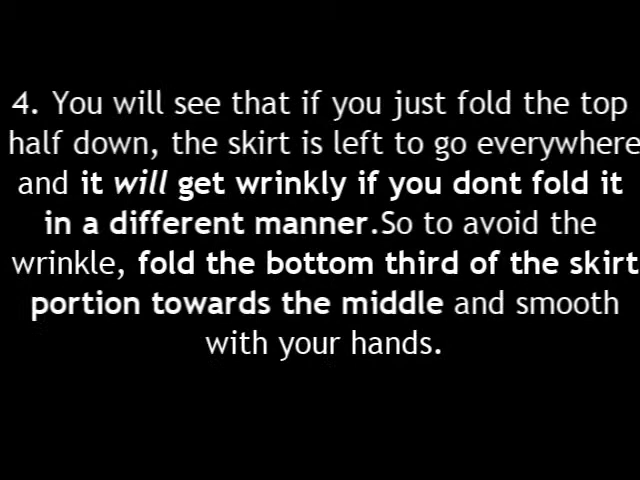 4. You will see that if you just fold the top
half down, the skirt is left to go everywhere
and it will get wrinkly if you dont fold it
in a different manner.So to avoid the
wrinkle, fold the bottom third of the skirt
portion towards the middle and smooth
with your hands.